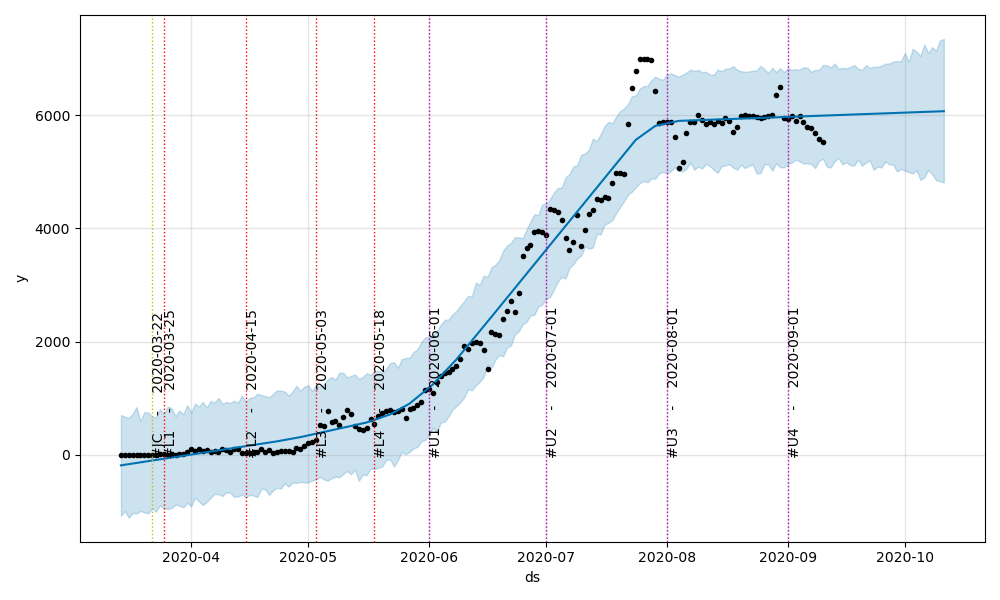 6000
4000
2000
0
y
#JC - 2020-03-22
#L1 - 2020-03-25
#L2 - 2020-04-15
#L3 - 2020-05-03
#L4 - 2020-05-18
#U1 - 2020-06-01
#U2 - 2020-07-01
#U3 - 2020-08-01
#U4 - 2020-09-01
2020-04 2020-05 2020-06 2020-07 2020-08 2020-09 2020-10
ds